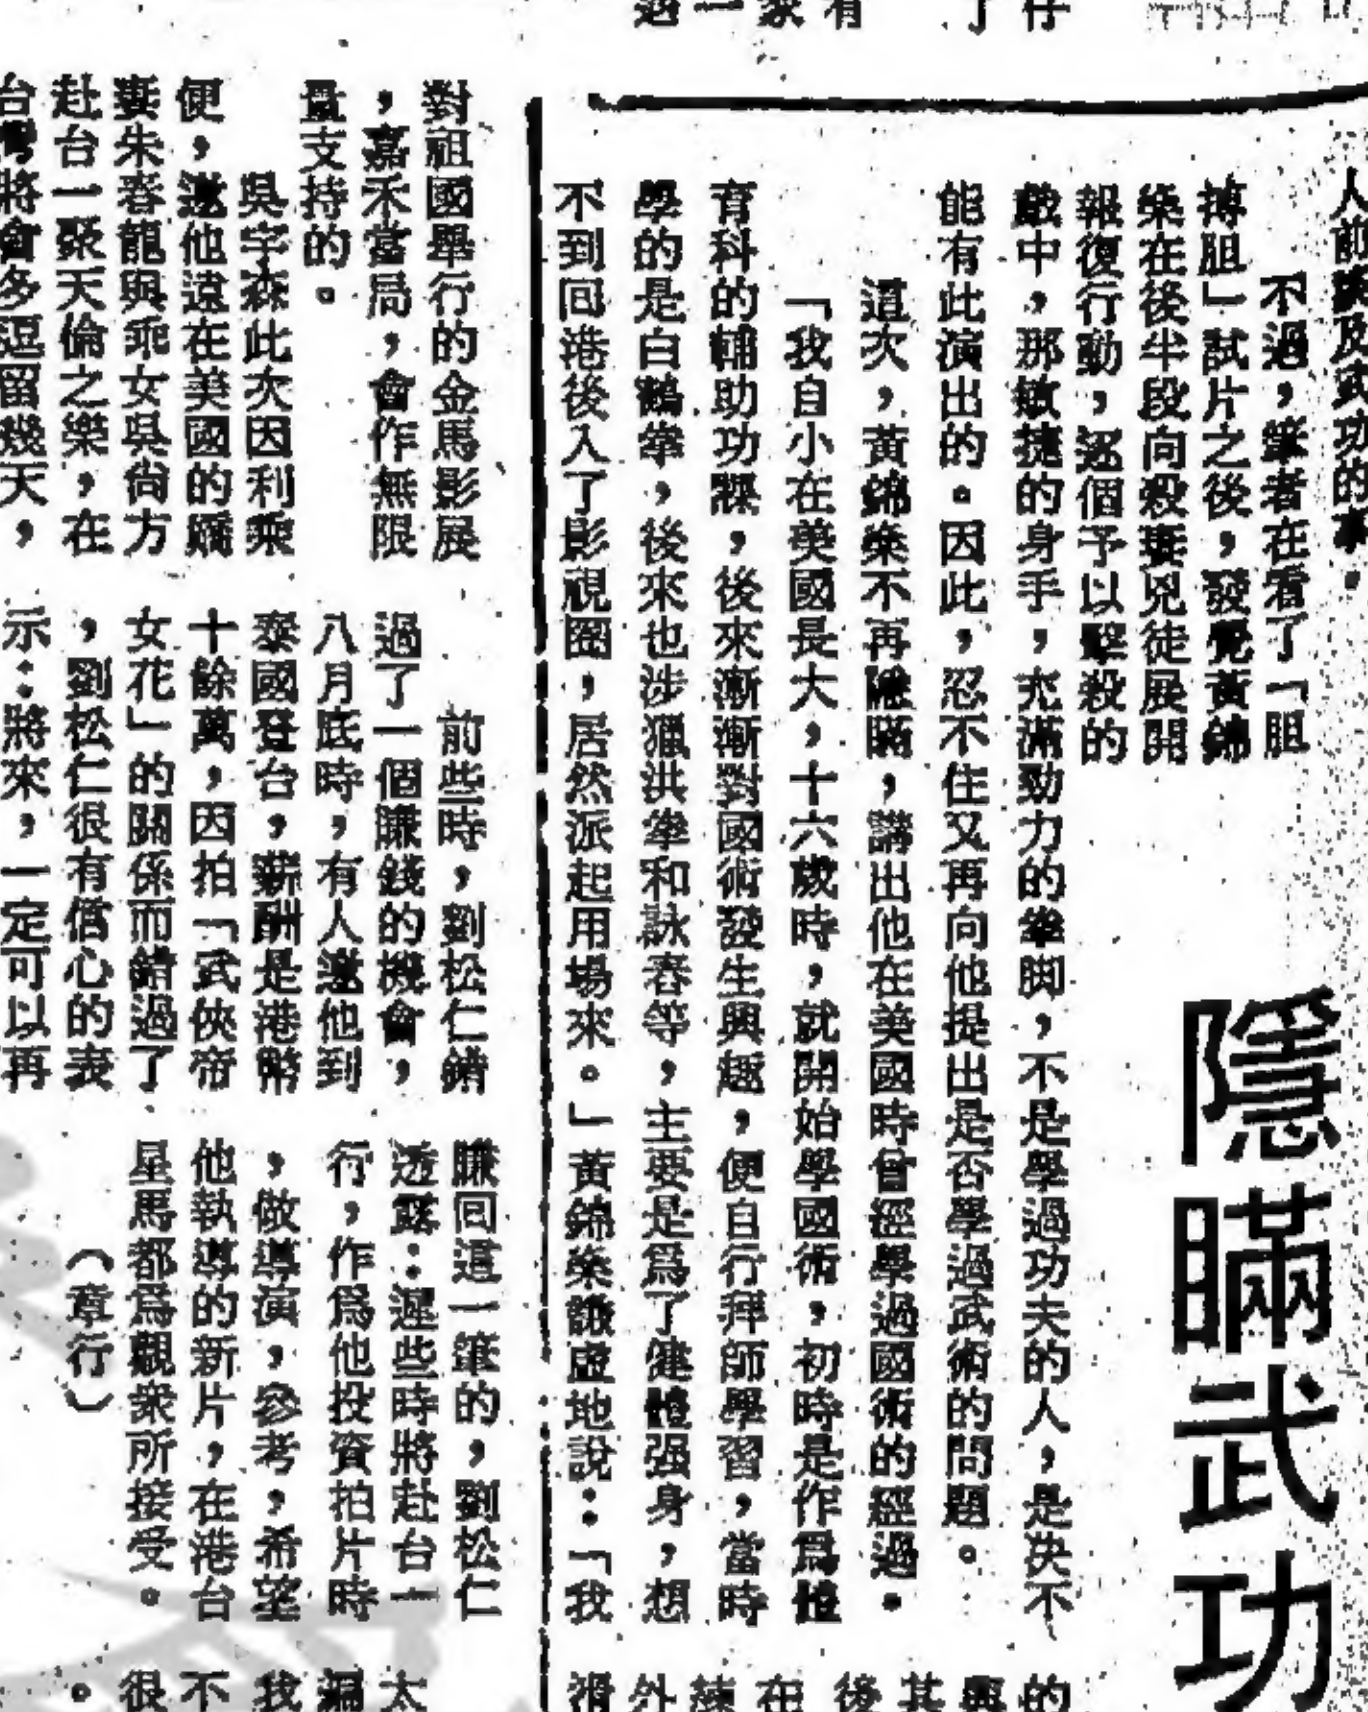 隱瞞武功
人前談及武功的事。
不過，筆者在看了「胆
搏胆」試片之後，發覺黃錦
燊在後半段向殺妻兇徒展開
報復行動，逐個予以擊殺的
戲中，那敏捷的身手，充滿勁力的拳脚，不是學過功夫的人，是决不
能有此演出的。因此，忍不住又再向他提出是否學過武術的問題。
這次，黃錦燊不再隱瞞，講出他在美國時曾經學過國術的經過。
「我自小在美國長大，十六歲時，就開始學國術，初時是作爲體
育科的輔助功課，後來漸漸對國術發生興趣，便自行拜師學習，當時
學的是白鶴拳，後來也涉獵洪拳和詠春等，主要是爲了健體强身，想
不到回港後入了影視圈，居然派起用場來。」黃錦燊謙虛地說：「我
對祖國舉行的金馬影展
，嘉禾當局，會作無限
量支持的。
吳宇森此次因利乘
便，邀他遠在美國的嬌
妻朱春龍與乖女吳尙方
赴台一聚天倫之樂，在
台灣將會多逗留幾天，
前些時，劉松仁錯
過了一個賺錢的機會，
八月底時，有人邀他到
泰國登台，薪酬是港幣
十餘萬，因拍「武俠帝
女花」的關係而錯過了
，劉松仁很有信心的表
示：將來，一定可以再
賺回這一筆的，劉松仁
透露：遲些時將赴台一
行，作爲他投資拍片時
，做導演，參考，希望
他執導的新片，在港台
星馬都爲觀衆所接受。
（章行）